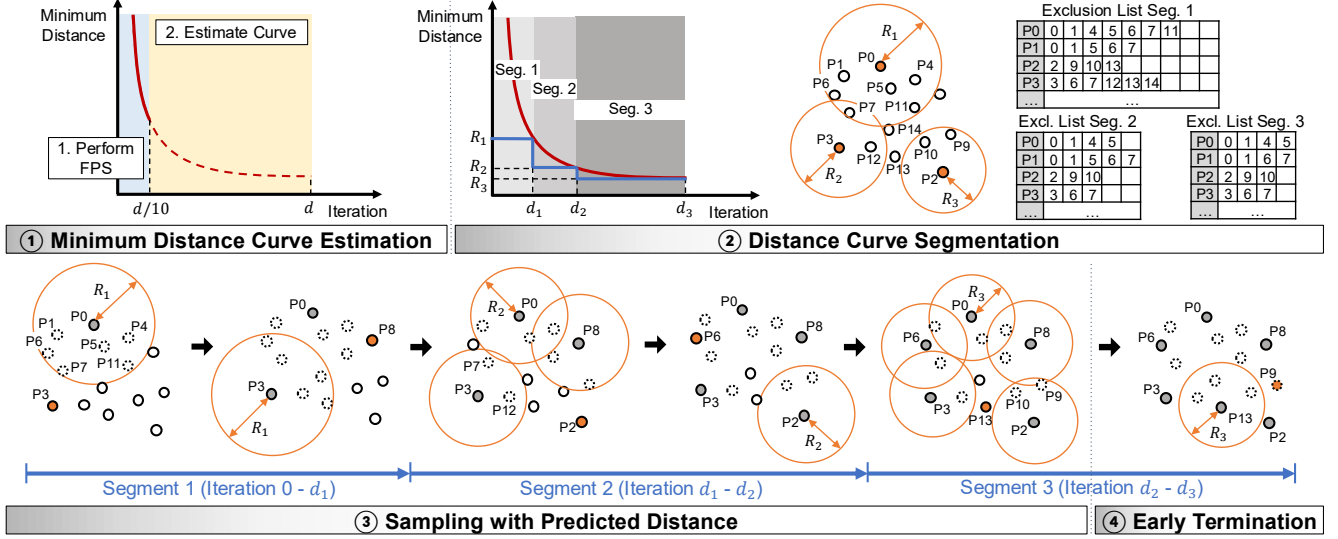 Minimum
Distance
2. Estimate Curve
1. Perform
FPS
d/10
d
Iteration
① Minimum Distance Curve Estimation
Minimum
Distance
Seg. 1
Seg. 2
Seg. 3
R1
R2
R3
d1
d2
d3
Iteration
R1
P0
P1
P4
P6
P5
P7
P11
P14
P3
P12
P13
P10
P9
P2
R2
R3
Exclusion List Seg. 1
P0 0 1 4 5 6 7 11
P1 0 1 5 6 7
P2 2 9 10 13
P3 3 6 7 12 13 14
... ...
Excl. List Seg. 2
P0 0 1 4 5
P1 0 1 5 6 7
P2 2 9 10
P3 3 6 7
... ...
Excl. List Seg. 3
P0 0 1 4 5
P1 0 1 6 7
P2 2 9 10
P3 3 6 7
... ...
② Distance Curve Segmentation
R1
P0
P1
P4
P6
P5
P7
P11
P3
P0
P8
P3
R1
R2
P0
P8
P7
P3
P12
P2
P0
P6
P8
P3
P2
R2
R3
P0
P6
P8
P3
P13
P10
P9
P2
P0
P6
P8
P9
P3
P13
R3
P2
Segment 1 (Iteration 0 - d1)
Segment 2 (Iteration d1 - d2)
Segment 3 (Iteration d2 - d3)
③ Sampling with Predicted Distance
④ Early Termination